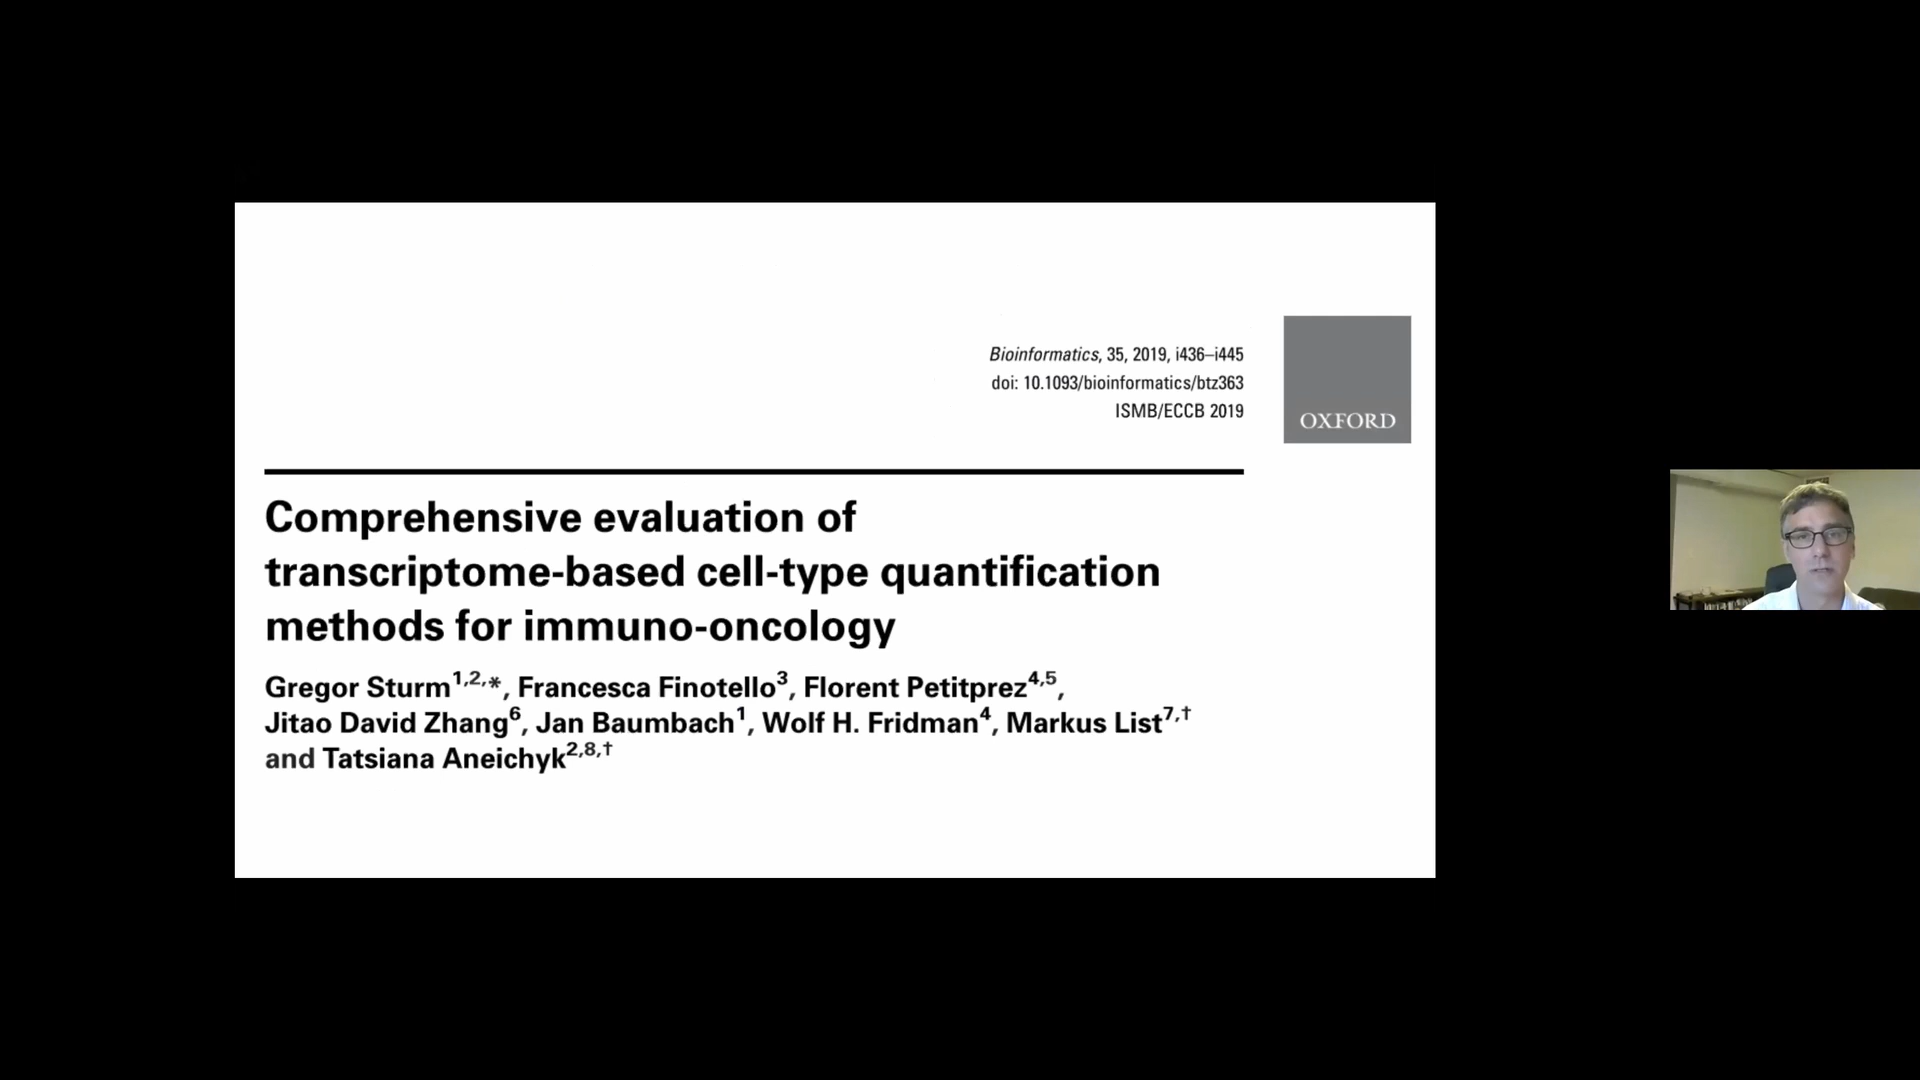 Bioinformatics, 35, 2019, i436–i445
doi: 10.1093/bioinformatics/btz363
ISMB/ECCB 2019
OXFORD
Comprehensive evaluation of
transcriptome-based cell-type quantification
methods for immuno-oncology
Gregor Sturm1,2,*, Francesca Finotello3, Florent Petitprez4,5,
Jitao David Zhang6, Jan Baumbach1, Wolf H. Fridman4, Markus List7,†
and Tatsiana Aneichyk2,8,†